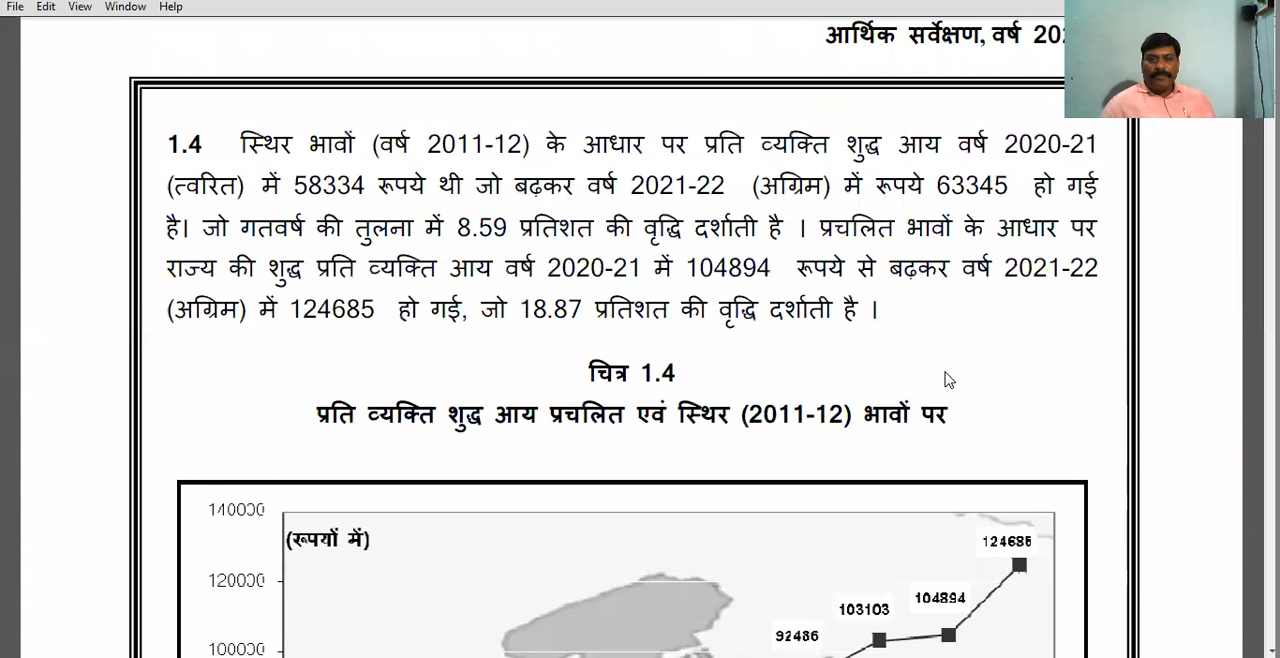 File Edit View Window Help
आर्थिक सर्वेक्षण, वर्ष
1.4 स्थिर भावों (वर्ष 2011-12) के आधार पर प्रति व्यक्ति शुद्ध आय वर्ष 2020-21
(त्वरित) में 58334 रूपये थी जो बढ़कर वर्ष 2021-22 (अग्रिम) में रूपये 63345 हो गई
है। जो गतवर्ष की तुलना में 8.59 प्रतिशत की वृद्धि दर्शाती है । प्रचलित भावों के आधार पर
राज्य की शुद्ध प्रति व्यक्ति आय वर्ष 2020-21 में 104894 रूपये से बढ़कर वर्ष 2021-22
(अग्रिम) में 124685 हो गई, जो 18.87 प्रतिशत की वृद्धि दर्शाती है ।
चित्र 1.4
प्रति व्यक्ति शुद्ध आय प्रचलित एवं स्थिर (2011-12) भावों पर
140000
(रूपयों में)
124685
120000
104894
103103
92486
100000